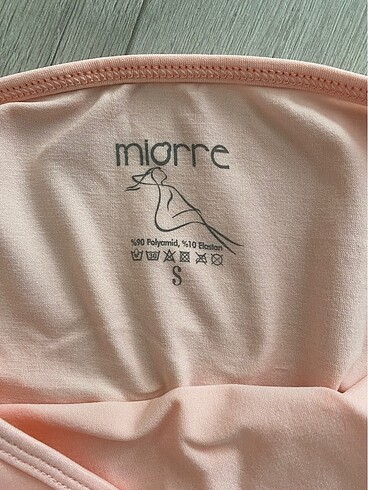 miorre
%90 Polyamid, %10 Elastan
S